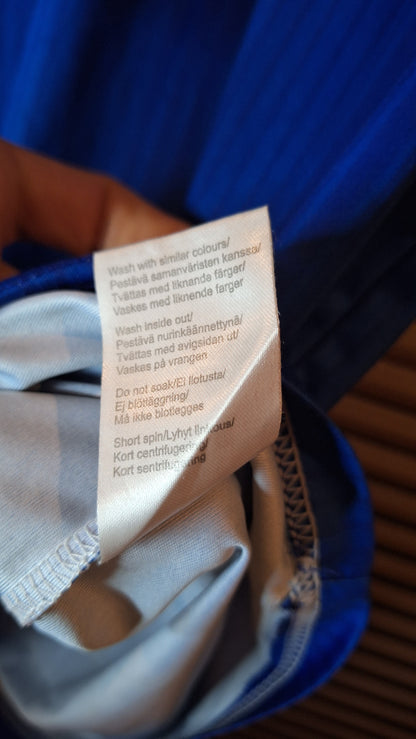 Wash with similar colours/
Pestävä samanväristen kanssa/
Tvättas med liknande färger/
Vaskes med liknende farger
Wash inside out/
Pestävä nurinkäännettynä/
Tvättas med avigsidan ut/
Vaskes på vrangen
Do not soak/Ei liotusta/
Ej blötläggning/
Må ikke bløtlegges
Short spin/Lyhyt
Kort centrifugering/
Kort sentrifugering